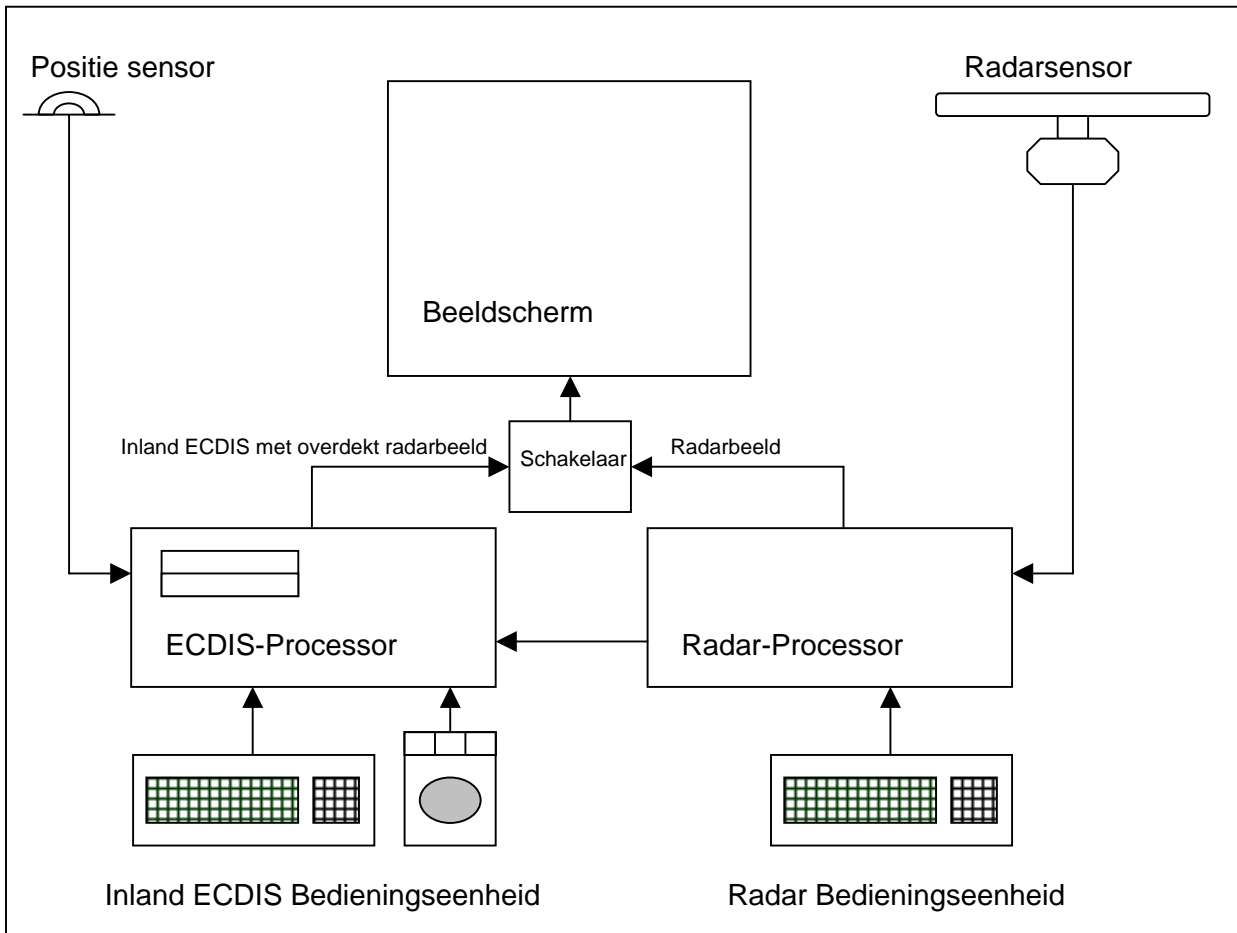 Positie sensor
Radarsensor
Beeldscherm
Inland ECDIS met overdekt radarbeeld
Schakelaar
Radarbeeld
ECDIS-Processor
Radar-Processor
Inland ECDIS Bedieningseenheid
Radar Bedieningseenheid